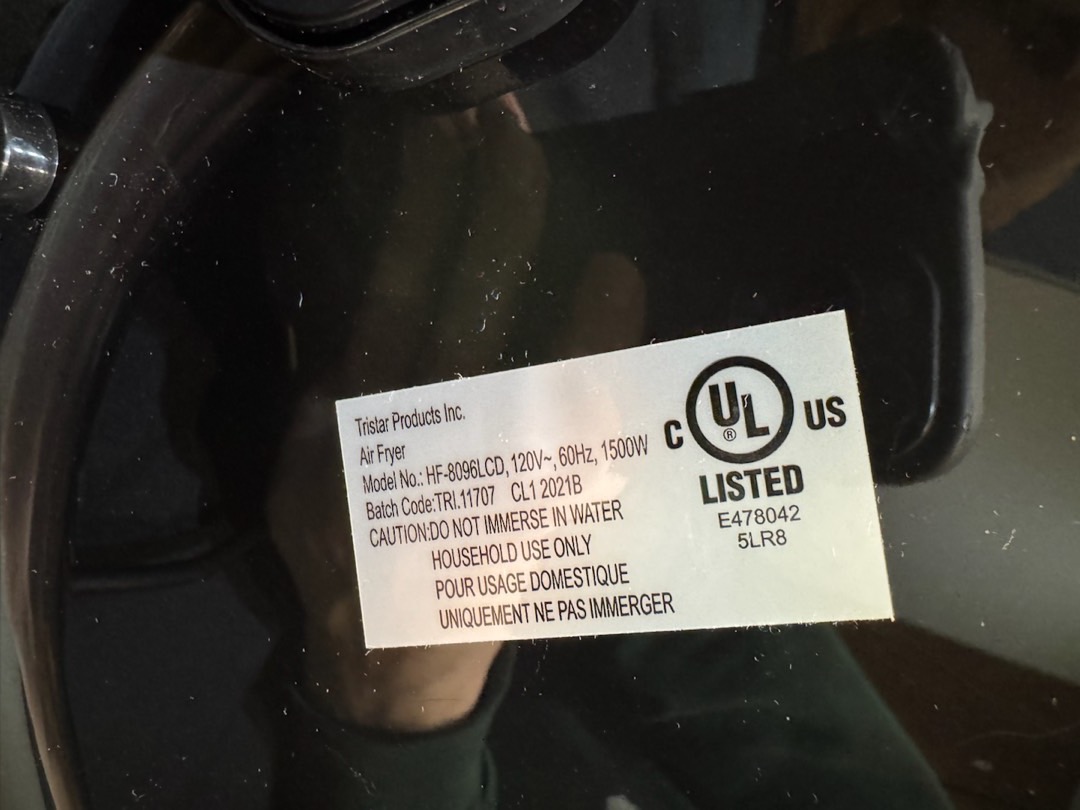 Tristar Products Inc.
Air Fryer
Model No.: HF-8096LCD, 120V~, 60Hz, 1500W
Batch Code:TRI.11707 CL1 2021B
CAUTION:DO NOT IMMERSE IN WATER
HOUSEHOLD USE ONLY
POUR USAGE DOMESTIQUE
UNIQUEMENT NE PAS IMMERGER
C UL ® US
LISTED
E478042
5LR8